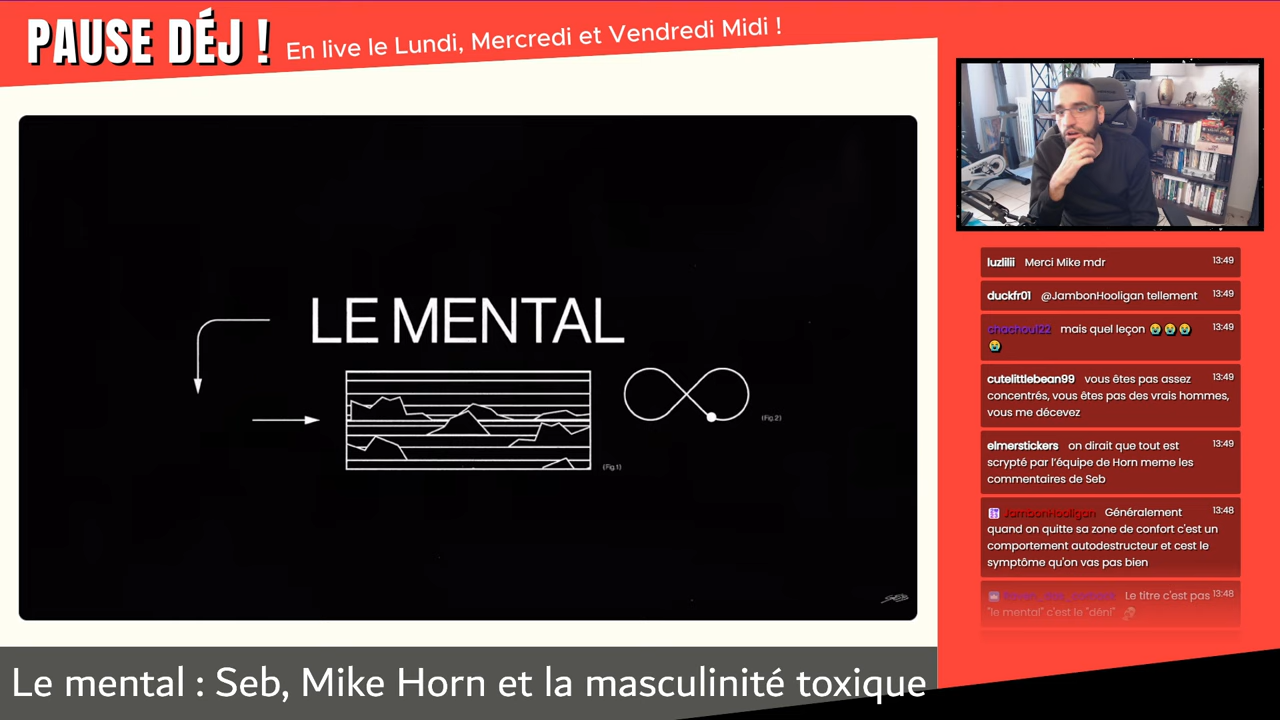 PAUSE DÉJ !
En live le Lundi, Mercredi et Vendredi Midi !
LE MENTAL
(Fig.1)
(Fig.2)
SEB
luzlilii Merci Mike mdr 13:49
duckfr01 @JambonHooligan tellement 13:49
chachou122 mais quel leçon 😭😭😭 13:49
😭
cutelittlebean99 vous êtes pas assez 13:49
concentrés, vous êtes pas des vrais hommes,
vous me décevez
elmerstickers on dirait que tout est 13:49
scrypté par l'équipe de Horn meme les
commentaires de Seb
JambonHooligan Généralement 13:48
quand on quitte sa zone de confort c'est un
comportement autodestructeur et cest le
symptôme qu'on vas pas bien
Le titre c'est pas 13:48
"le mental" c'est le "déni"
Le mental : Seb, Mike Horn et la masculinité toxique